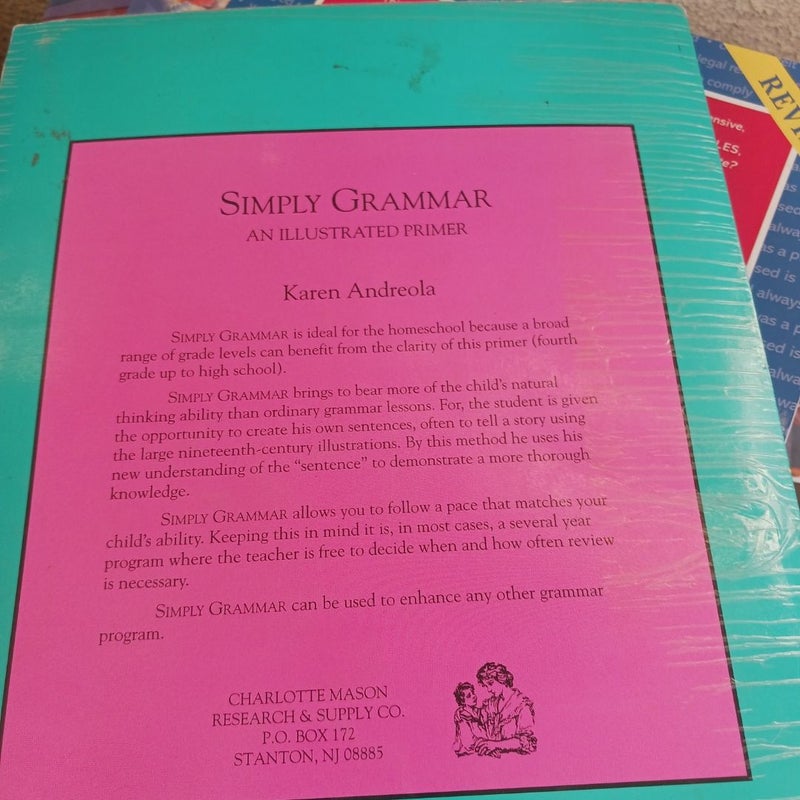 SIMPLY GRAMMAR
AN ILLUSTRATED PRIMER
Karen Andreola
SIMPLY GRAMMAR is ideal for the homeschool because a broad
range of grade levels can benefit from the clarity of this primer (fourth
grade up to high school).
SIMPLY GRAMMAR brings to bear more of the child's natural
thinking ability than ordinary grammar lessons. For, the student is given
the opportunity to create his own sentences, often to tell a story using
the large nineteenth-century illustrations. By this method he uses his
new understanding of the "sentence" to demonstrate a more thorough
knowledge.
SIMPLY GRAMMAR allows you to follow a pace that matches your
child's ability. Keeping this in mind it is, in most cases, a several year
program where the teacher is free to decide when and how often review
is necessary.
SIMPLY GRAMMAR can be used to enhance any other grammar
program.
CHARLOTTE MASON
RESEARCH & SUPPLY CO.
P.O. BOX 172
STANTON, NJ 08885
legal
comply
always